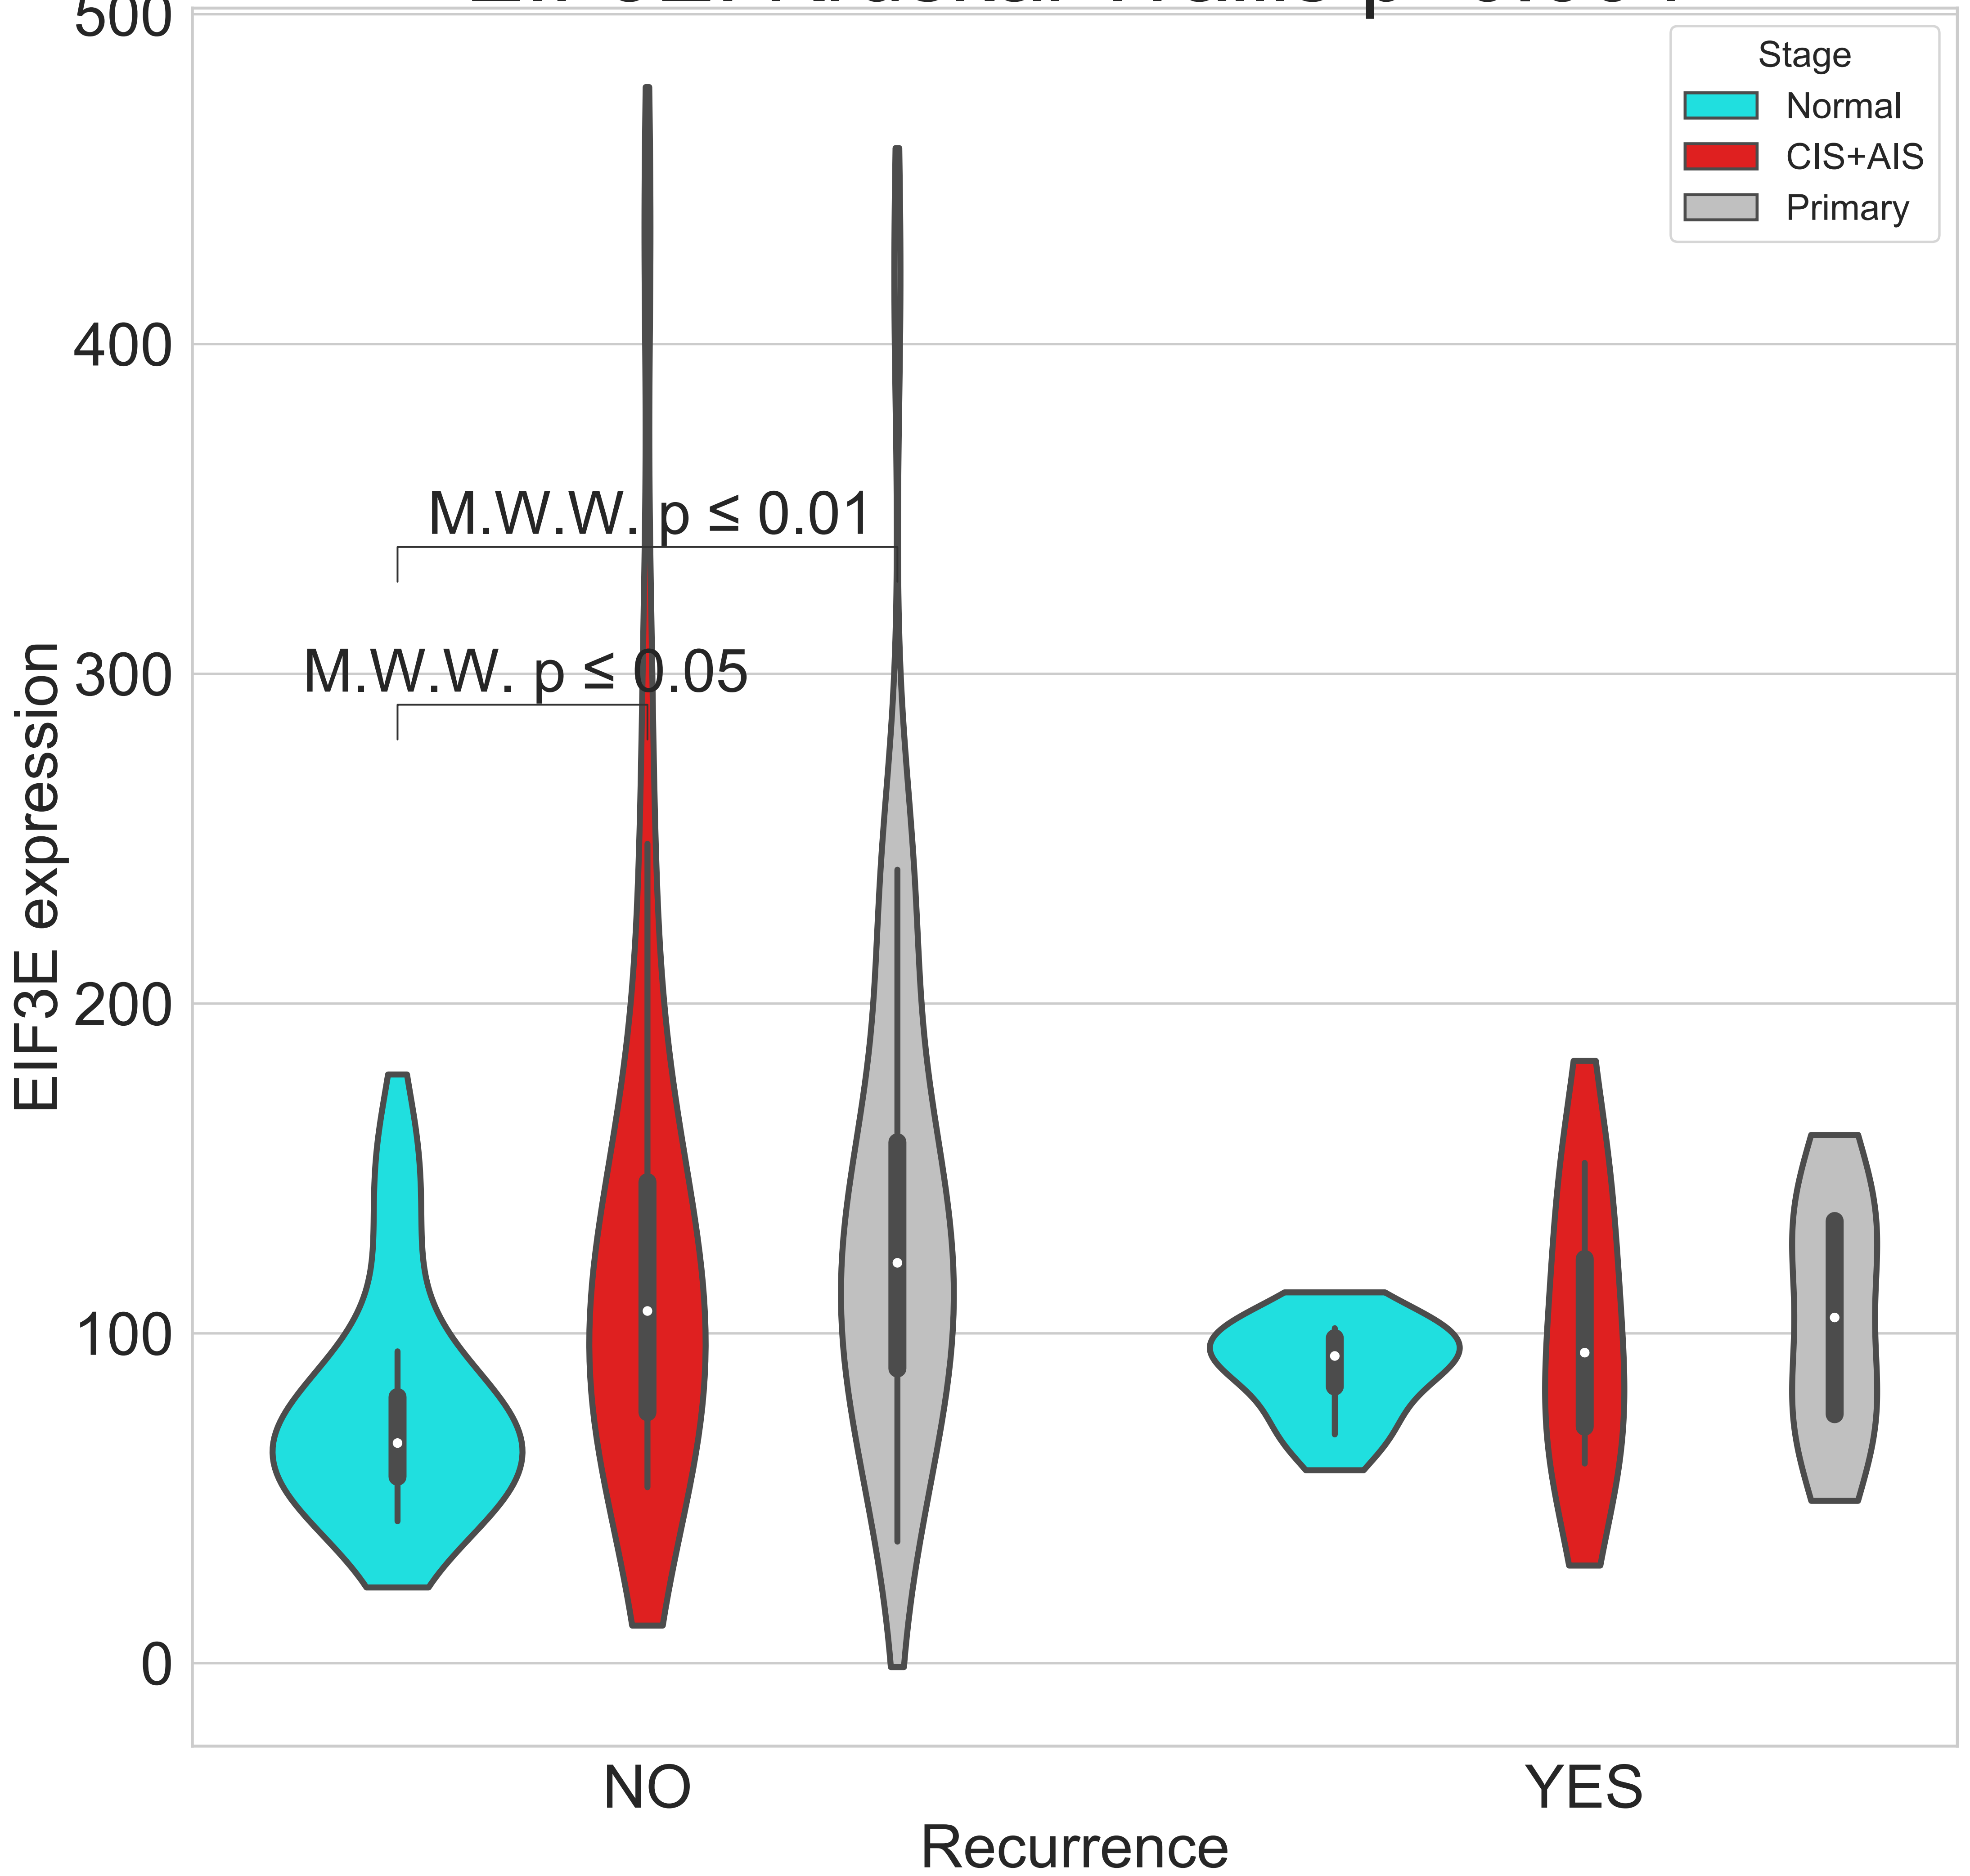 500
400
300
200
100
0
EIF3E expression
Stage
Normal
CIS+AIS
Primary
M.W.W. p ≤ 0.01
M.W.W. p ≤ 0.05
NO
YES
Recurrence